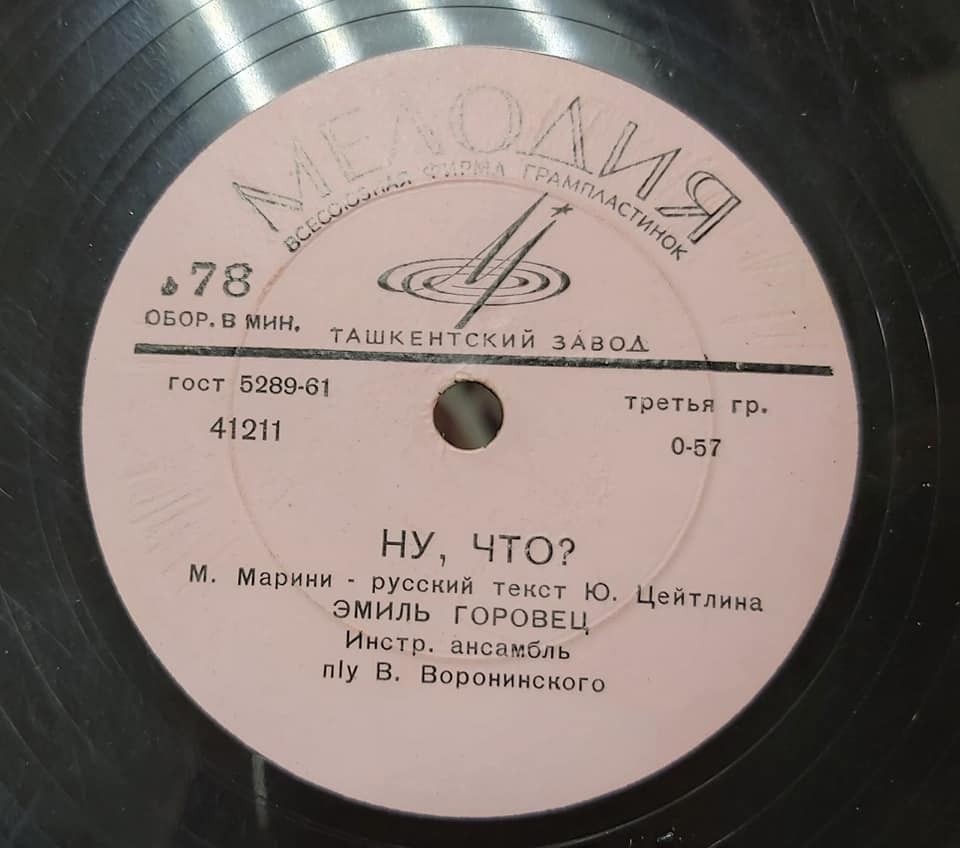 МЕЛОДИЯ
ВСЕСОЮЗНАЯ ФИРМА ГРАМПЛАСТИНОК
78
ОБОР. В МИН.
ТАШКЕНТСКИЙ ЗАВОД
ГОСТ 5289-61
третья гр.
41211
0-57
НУ, ЧТО?
М. Марини - русский текст Ю. Цейтлина
ЭМИЛЬ ГОРОВЕЦ
Инстр. ансамбль
п/у В. Воронинского